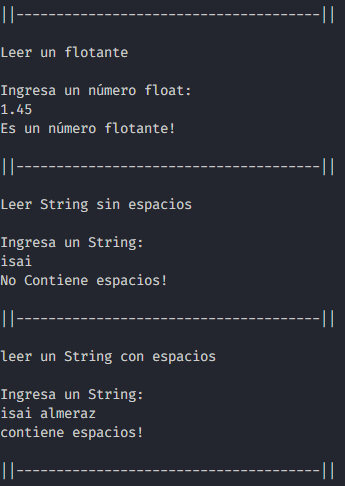 ||--------------------------------------||
Leer un flotante
Ingresa un número float:
1.45
Es un número flotante!
||--------------------------------------||
Leer String sin espacios
Ingresa un String:
isai
No Contiene espacios!
||--------------------------------------||
leer un String con espacios
Ingresa un String:
isai almeraz
contiene espacios!
||--------------------------------------||